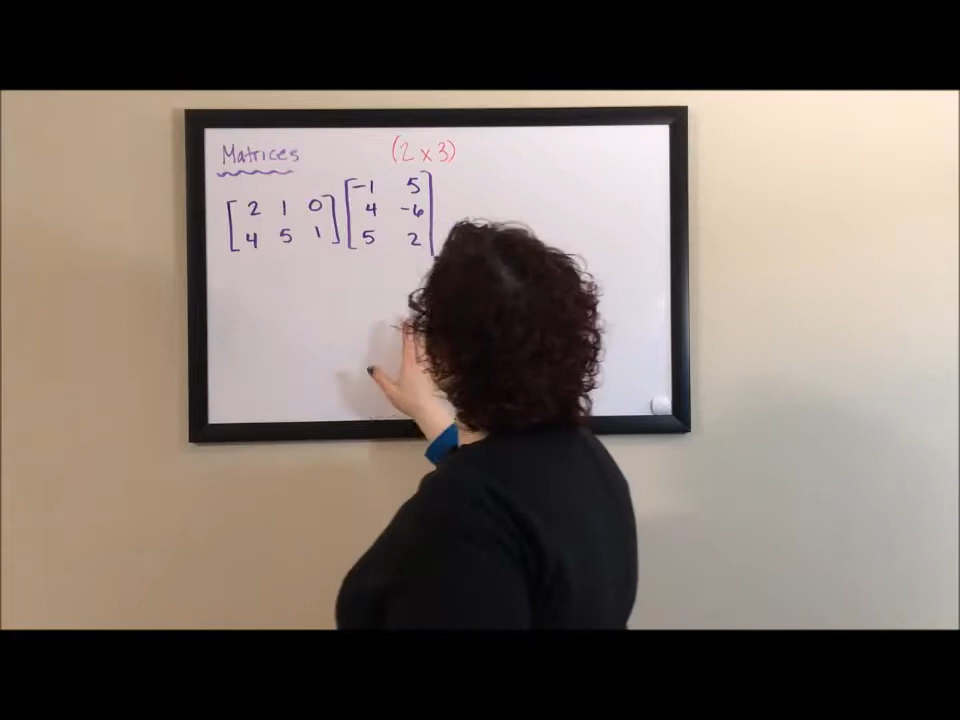 Matrices (2 x 3)
[ 2 1 0 ] [ -1 5 ]
[ 4 5 1 ] [ 4 -6 ]
[ 5 2 ]